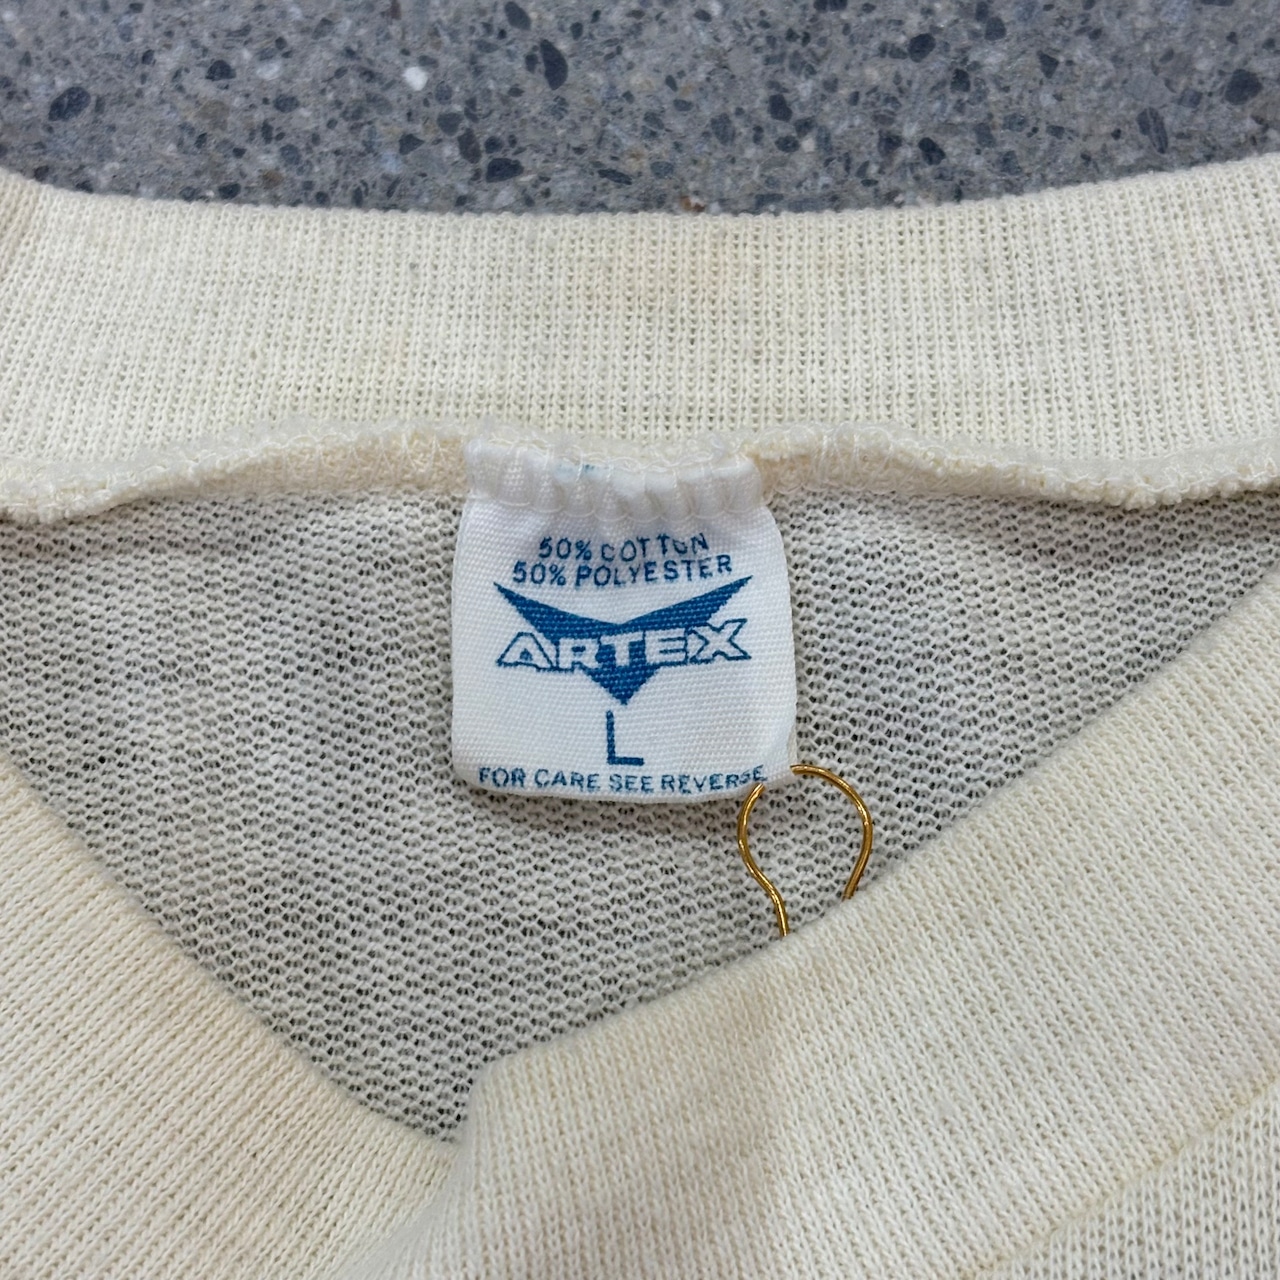 50% COTTON
50% POLYESTER
ARTEX
L
FOR CARE SEE REVERSE